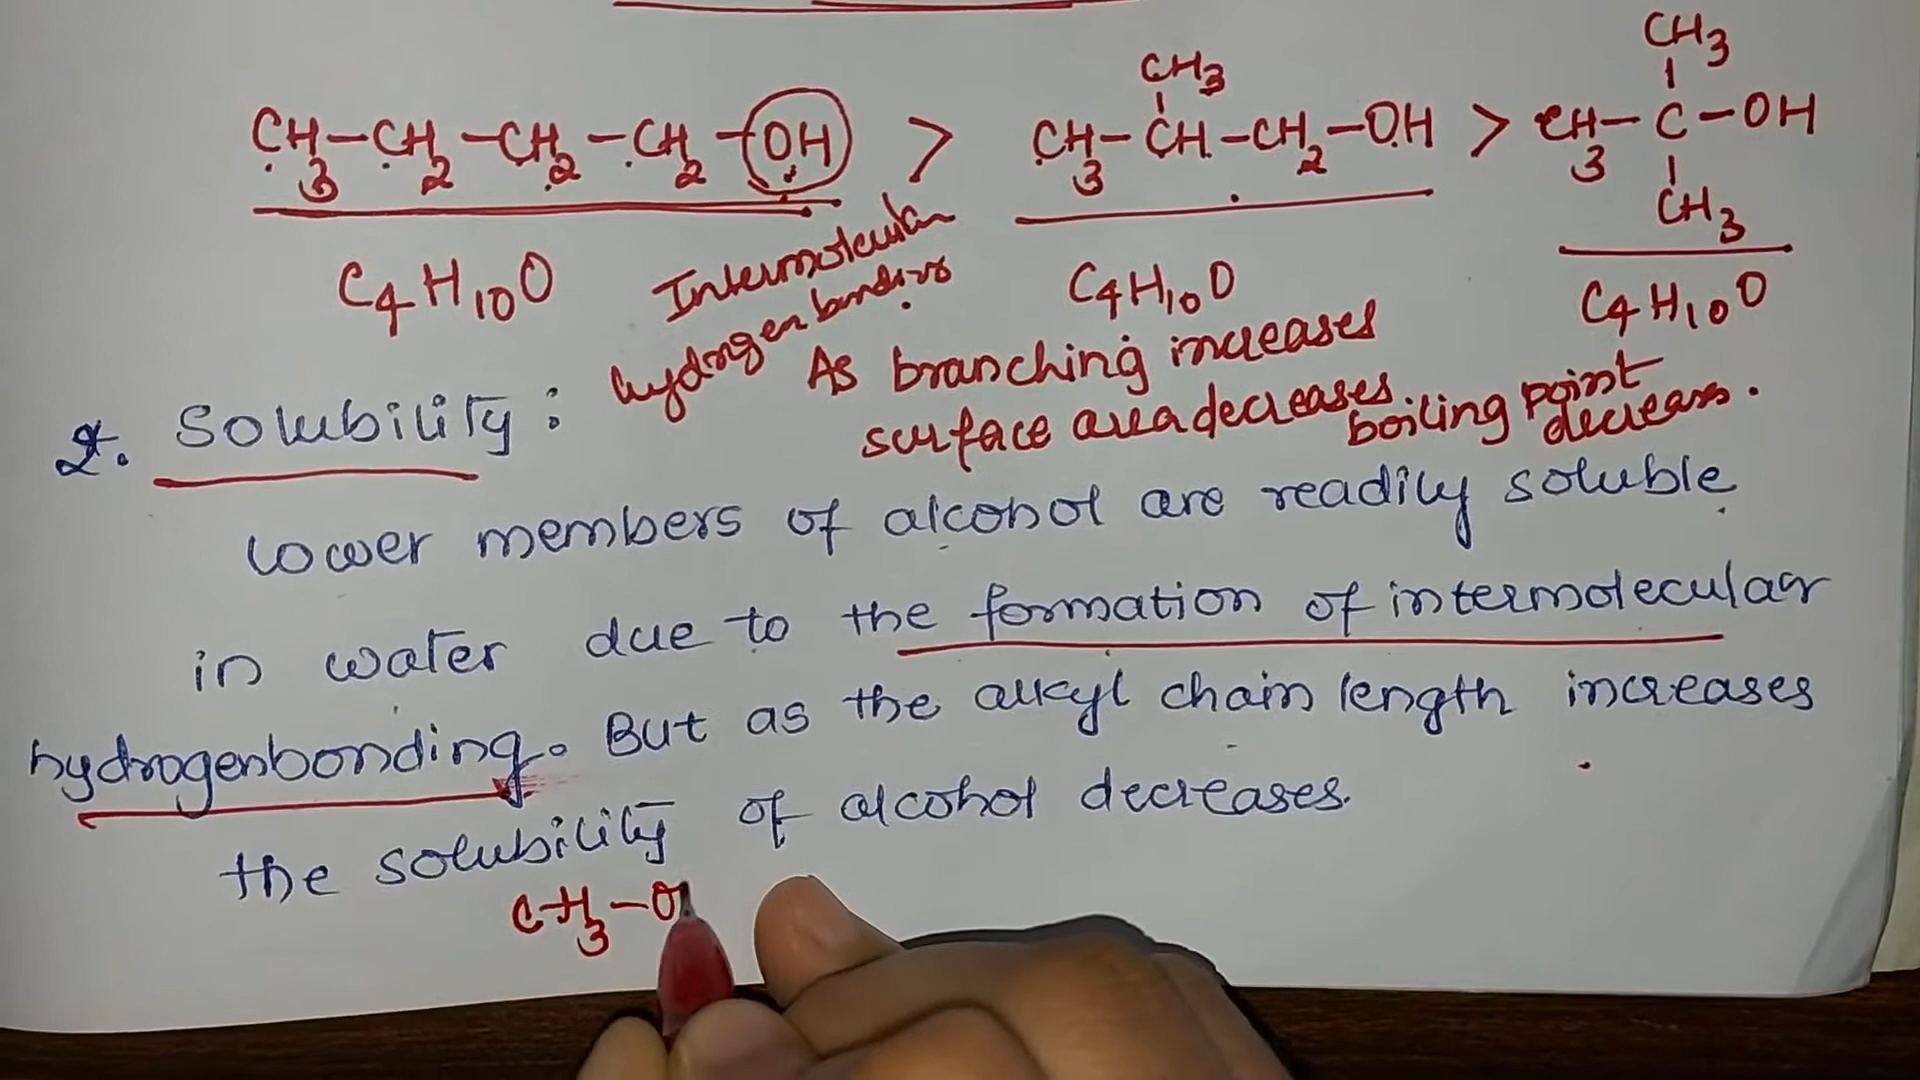 CH3-CH2-CH2-CH2-OH > CH3-CH-CH2-OH > CH3-C-OH
CH3
CH3
CH3
C4H10O
C4H10O
C4H10O
Intermolecular
hydrogen bonding
As branching increases
surface area decreases boiling point
decreases.
2. Solubility:
Lower members of alcohol are readily soluble
in water due to the formation of intermolecular
hydrogenbonding. But as the alkyl chain length increases
the solubility of alcohol decreases.
CH3-O